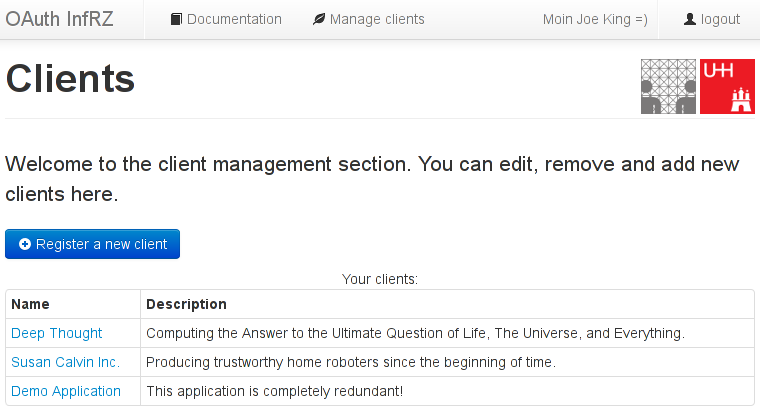 OAuth InfRZ Documentation Manage clients Moin Joe King =) logout
Clients
UHH
Welcome to the client management section. You can edit, remove and add new
clients here.
Register a new client
Your clients:
Name Description
Deep Thought Computing the Answer to the Ultimate Question of Life, The Universe, and Everything.
Susan Calvin Inc. Producing trustworthy home roboters since the beginning of time.
Demo Application This application is completely redundant!